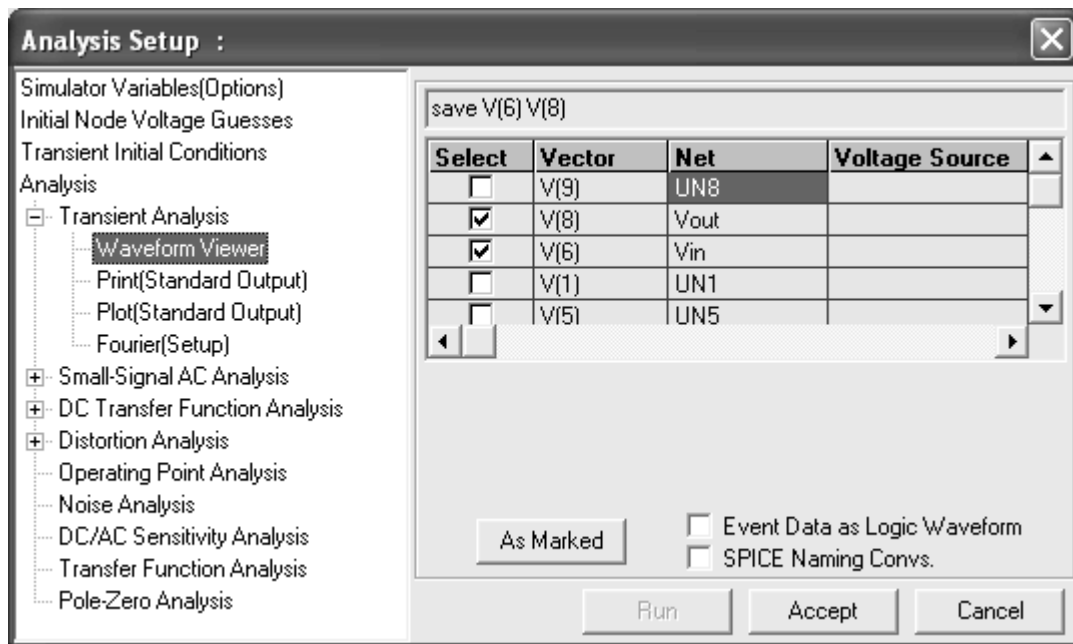 Analysis Setup :
Simulator Variables(Options)
Initial Node Voltage Guesses
Transient Initial Conditions
Analysis
Transient Analysis
Waveform Viewer
Print(Standard Output)
Plot(Standard Output)
Fourier(Setup)
Small-Signal AC Analysis
DC Transfer Function Analysis
Distortion Analysis
Operating Point Analysis
Noise Analysis
DC/AC Sensitivity Analysis
Transfer Function Analysis
Pole-Zero Analysis
save V(6) V(8)
Select Vector Net Voltage Source
V(9) UN8
V(8) Vout
V(6) Vin
V(1) UN1
V(5) UN5
As Marked
Event Data as Logic Waveform
SPICE Naming Convs.
Run Accept Cancel